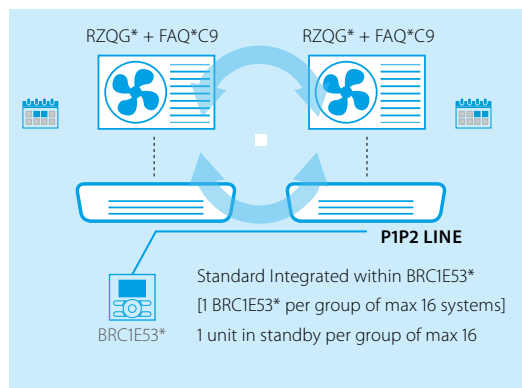 RZQG* + FAQ*C9
RZQG* + FAQ*C9
P1P2 LINE
Standard Integrated within BRC1E53*
[1 BRC1E53* per group of max 16 systems]
BRC1E53*
1 unit in standby per group of max 16